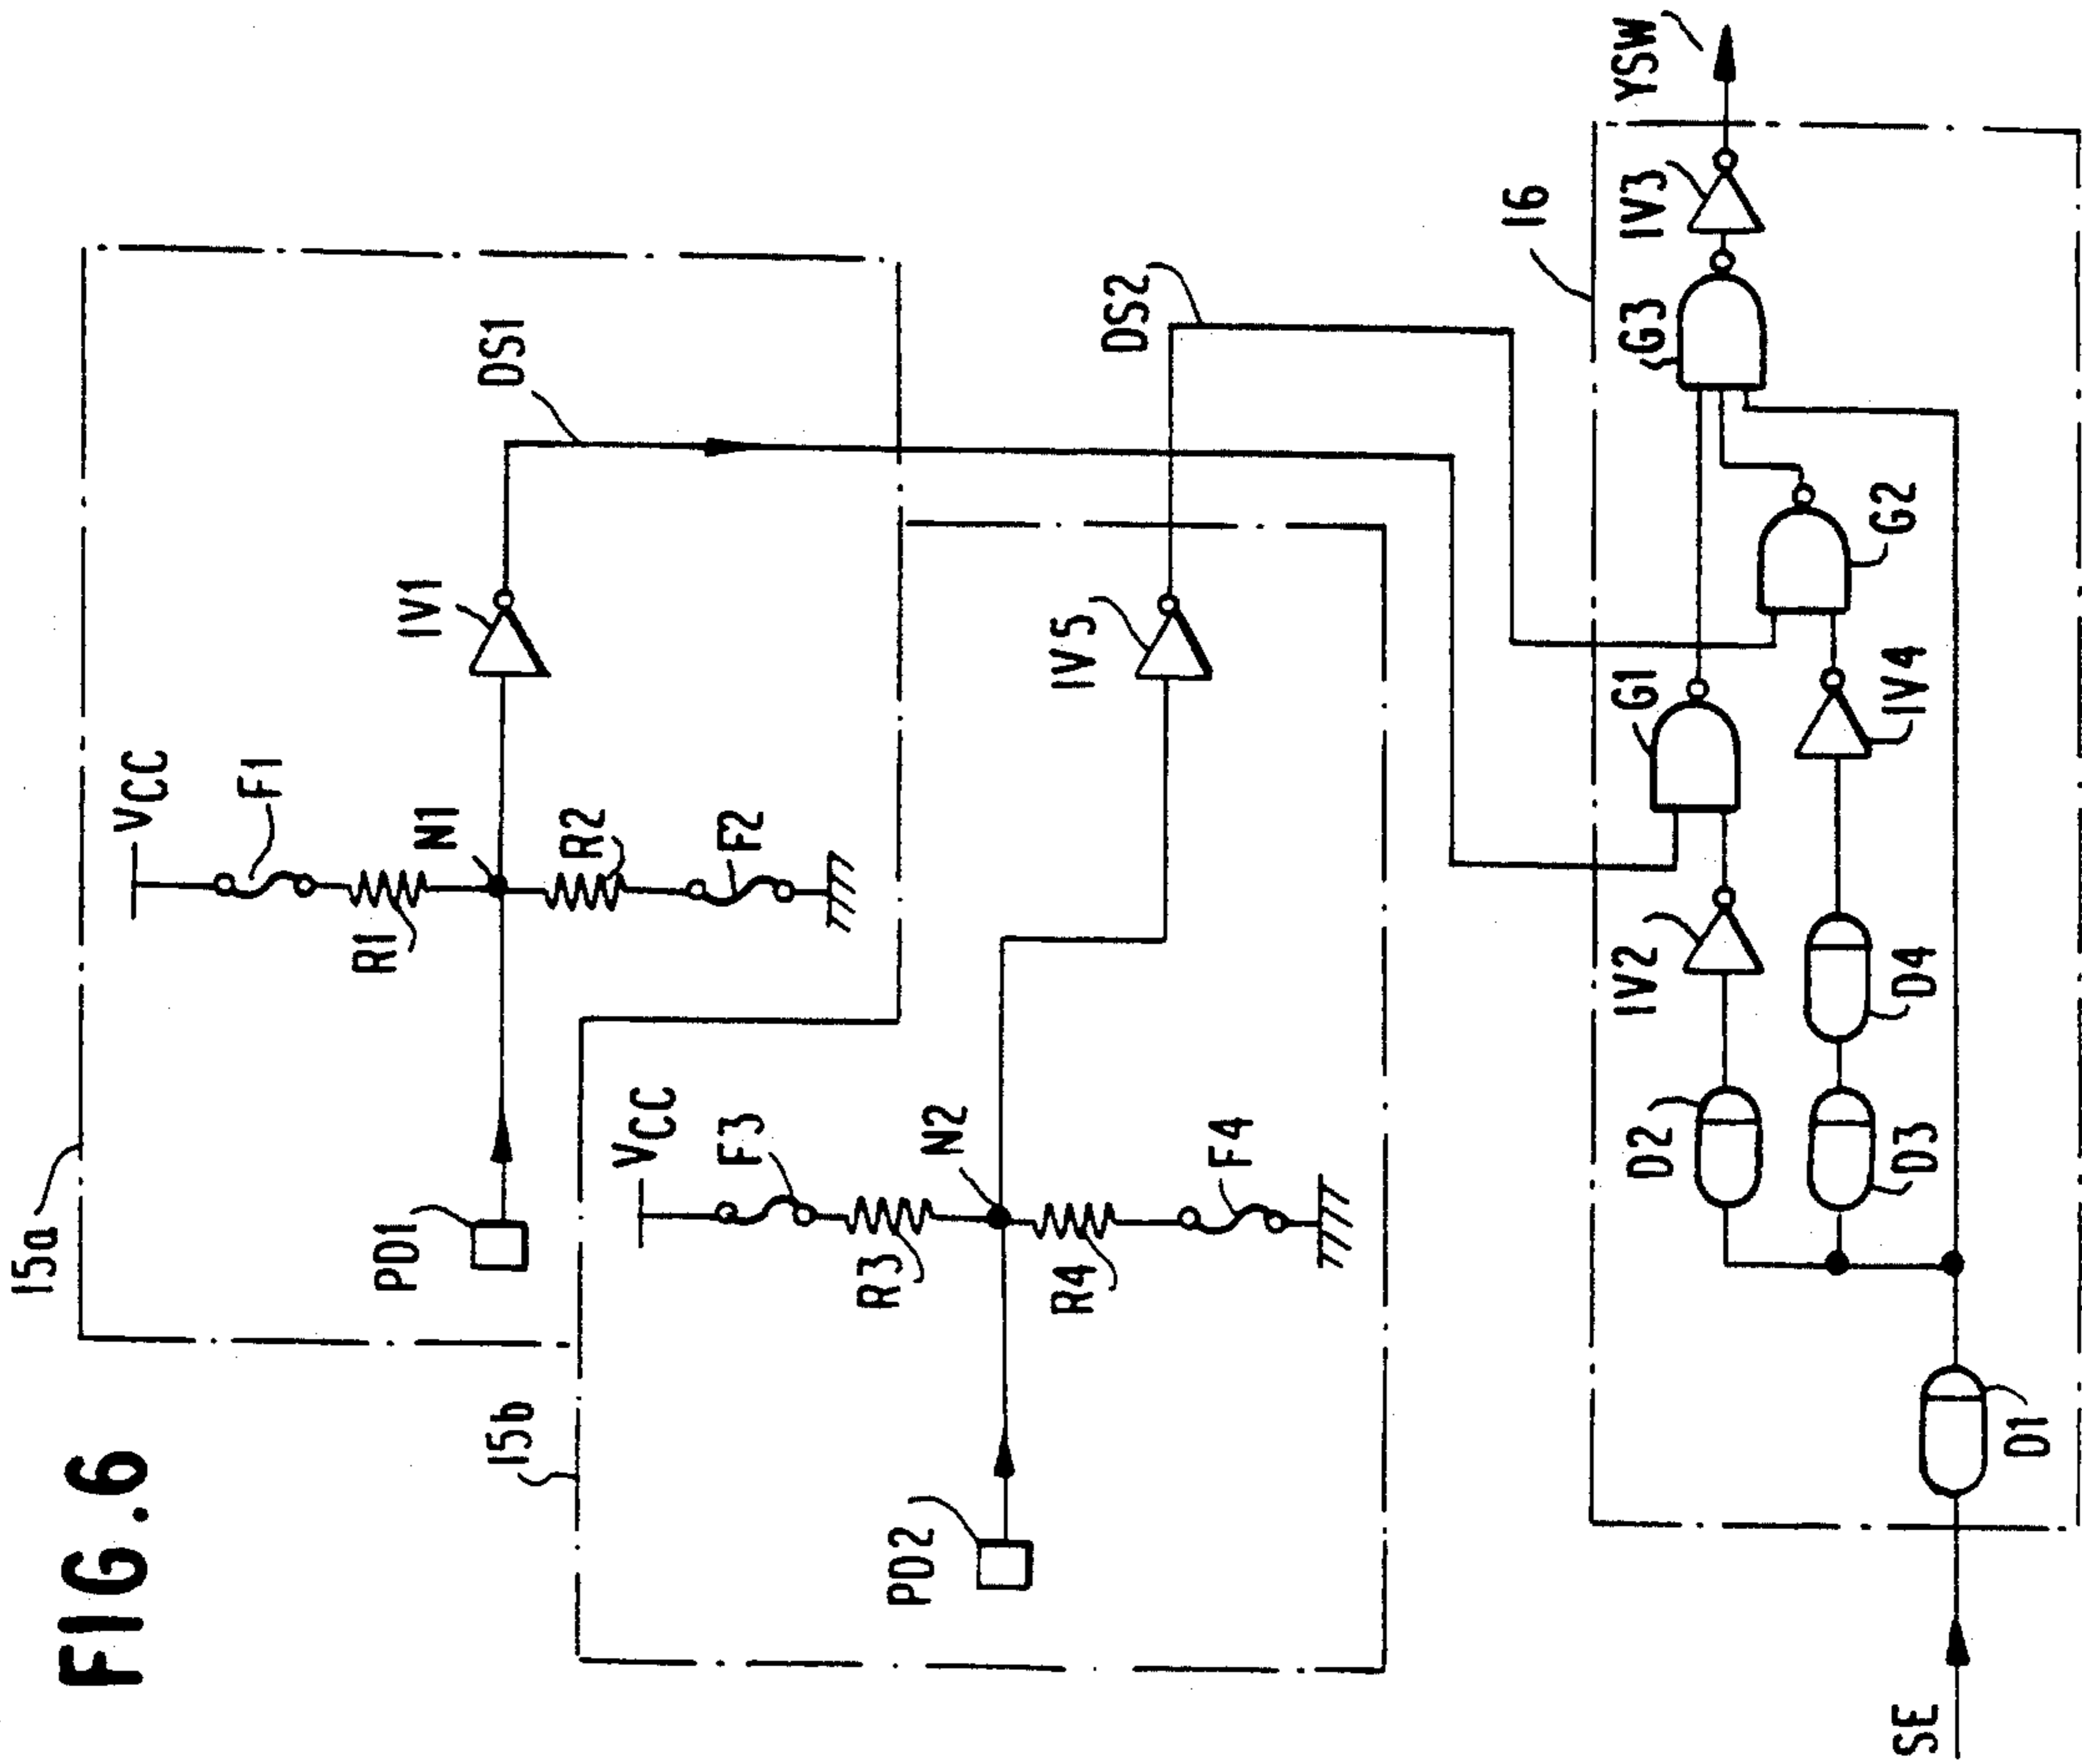 FIG.6
15a
VCC
F1
R1
N1
R2
F2
PD1
IV1
DS1
15b
VCC
F3
R3
N2
R4
F4
PD2
IV5
DS2
16
SE
D1
D2
D3
D4
IV2
IV4
G1
G2
G3
IV3
YSW